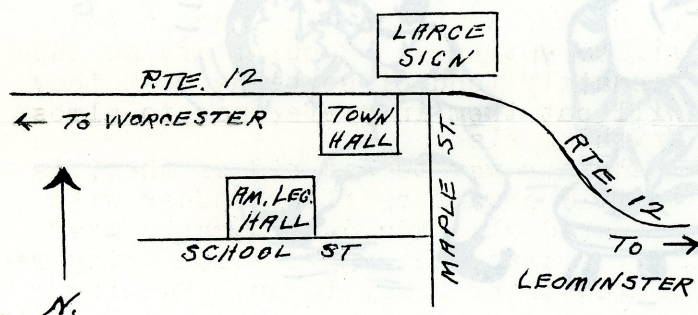 LARGE
SIGN
RTE. 12
← TO WORCESTER
TOWN
HALL
MAPLE ST.
RTE. 12
AM. LEG.
HALL
SCHOOL ST
TO →
LEOMINSTER
N.